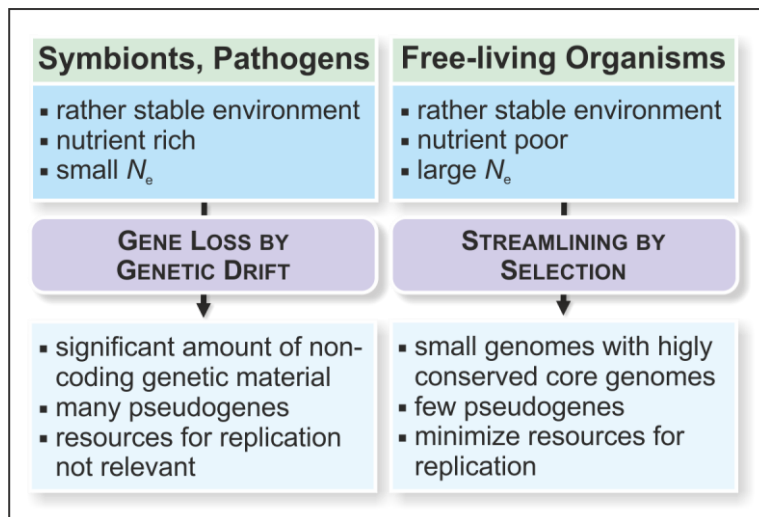 Symbionts, Pathogens
▪ rather stable environment
▪ nutrient rich
▪ small Ne
GENE LOSS BY
GENETIC DRIFT
▪ significant amount of non-
coding genetic material
▪ many pseudogenes
▪ resources for replication
not relevant
Free-living Organisms
▪ rather stable environment
▪ nutrient poor
▪ large Ne
STREAMLINING BY
SELECTION
▪ small genomes with higly
conserved core genomes
▪ few pseudogenes
▪ minimize resources for
replication